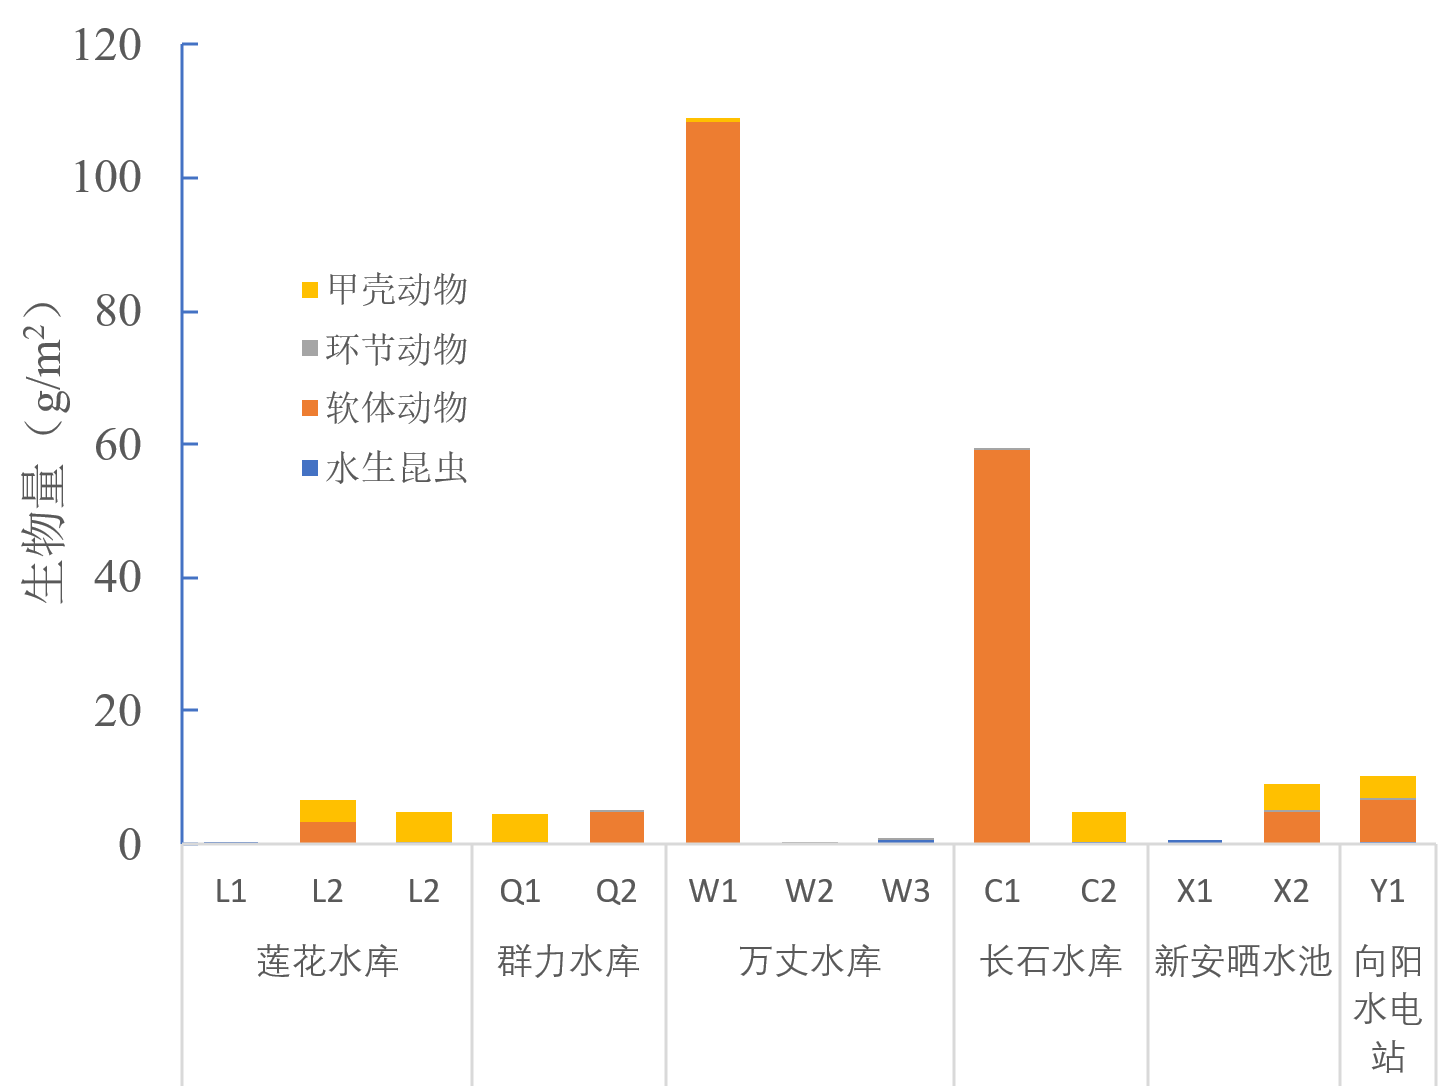 120
100
80
60
40
20
0
生物量（g/m²）
甲壳动物
环节动物
软体动物
水生昆虫
L1 L2 L2 Q1 Q2 W1 W2 W3 C1 C2 X1 X2 Y1
莲花水库 群力水库 万丈水库 长石水库 新安晒水池 向阳
水电
站